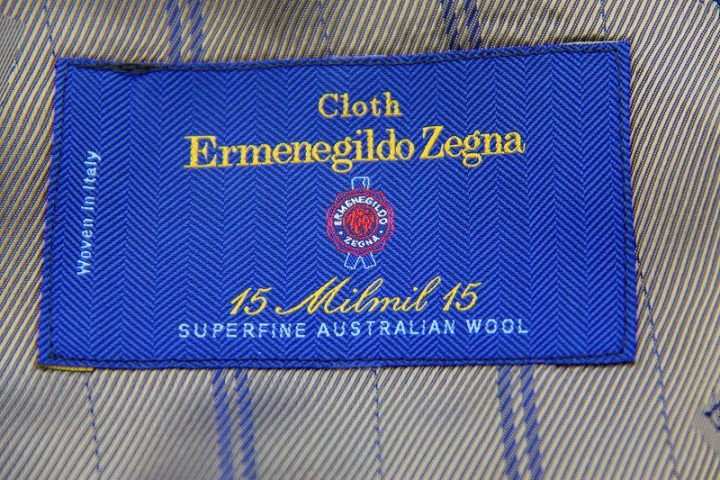 Cloth
Ermenegildo Zegna
Woven in Italy
ERMENEGILDO
ZEGNA
15 Milmil 15
SUPERFINE AUSTRALIAN WOOL